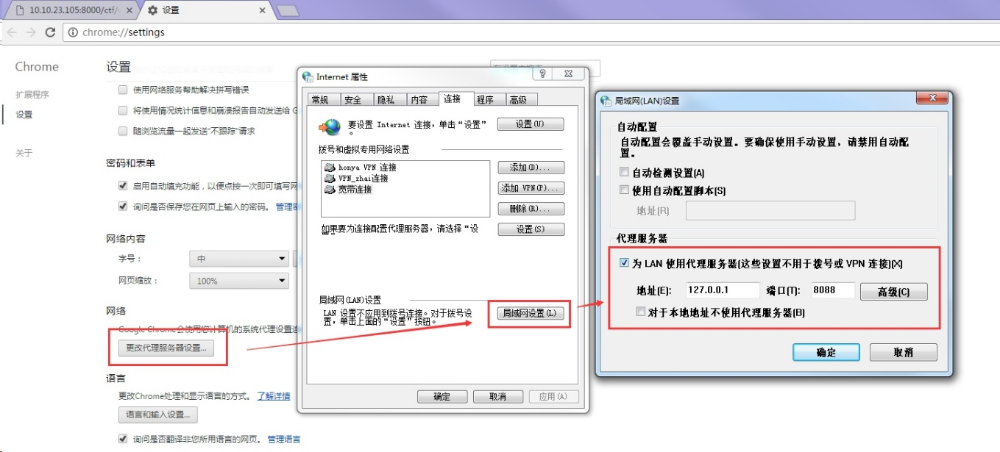 10.10.23.105:8000/ctf/
设置
chrome://settings
Chrome
扩展程序
设置
关于
设置
使用网络服务帮助解决拼写错误
将使用情况统计信息和崩溃报告自动发送给 G
随浏览流量一起发送"不跟踪"请求
密码和表单
启用自动填充功能，以便点按一次即可填写网
询问是否保存您在网页上输入的密码。 管理密
网络内容
字号：
中
网页缩放：
100%
网络
Google Chrome会使用您计算机的系统代理设置连
更改代理服务器设置...
语言
更改Chrome处理和显示语言的方式。 了解详情
语言和输入设置...
询问是否翻译非您所用语言的网页。 管理语言
Internet 属性
常规 安全 隐私 内容 连接 程序 高级
要设置 Internet 连接，单击“设置”
。
设置(U)
拨号和虚拟专用网络设置
honya VPN 连接
VPN_zhai连接
宽带连接
添加(D)...
添加 VPN(P)...
删除(R)...
如果要为连接配置代理服务器，请选择“设
设置(S)
局域网(LAN)设置
LAN 设置不应用到拨号连接。对于拨号设
置，单击上面的“设置”按钮。
局域网设置(L)
确定 取消 应用(A)
局域网(LAN)设置
自动配置
自动配置会覆盖手动设置。要确保使用手动设置，请禁用自动配
置。
自动检测设置(A)
使用自动配置脚本(S)
地址(R)
代理服务器
为 LAN 使用代理服务器(这些设置不用于拨号或 VPN 连接)(X)
地址(E): 127.0.0.1 端口(T): 8088 高级(C)
对于本地地址不使用代理服务器(B)
确定 取消